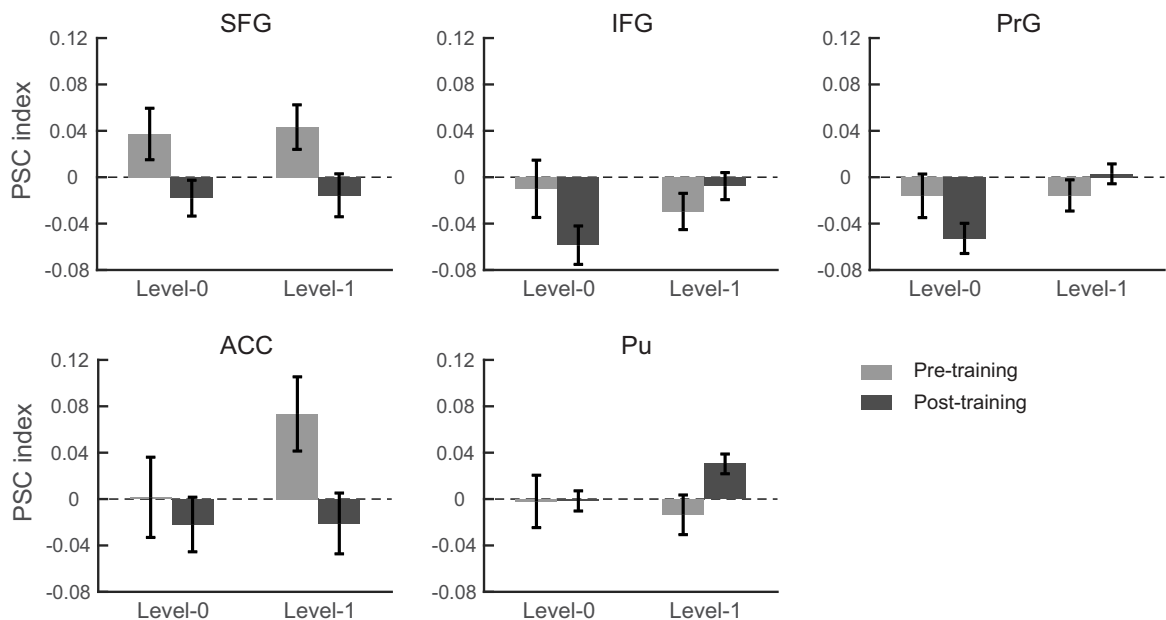 SFG
IFG
PrG
PSC index
0.12
0.08
0.04
0
-0.04
-0.08
Level-0
Level-1
0.12
0.08
0.04
0
-0.04
-0.08
Level-0
Level-1
0.12
0.08
0.04
0
-0.04
-0.08
Level-0
Level-1
ACC
Pu
PSC index
0.12
0.08
0.04
0
-0.04
-0.08
Level-0
Level-1
0.12
0.08
0.04
0
-0.04
-0.08
Level-0
Level-1
Pre-training
Post-training